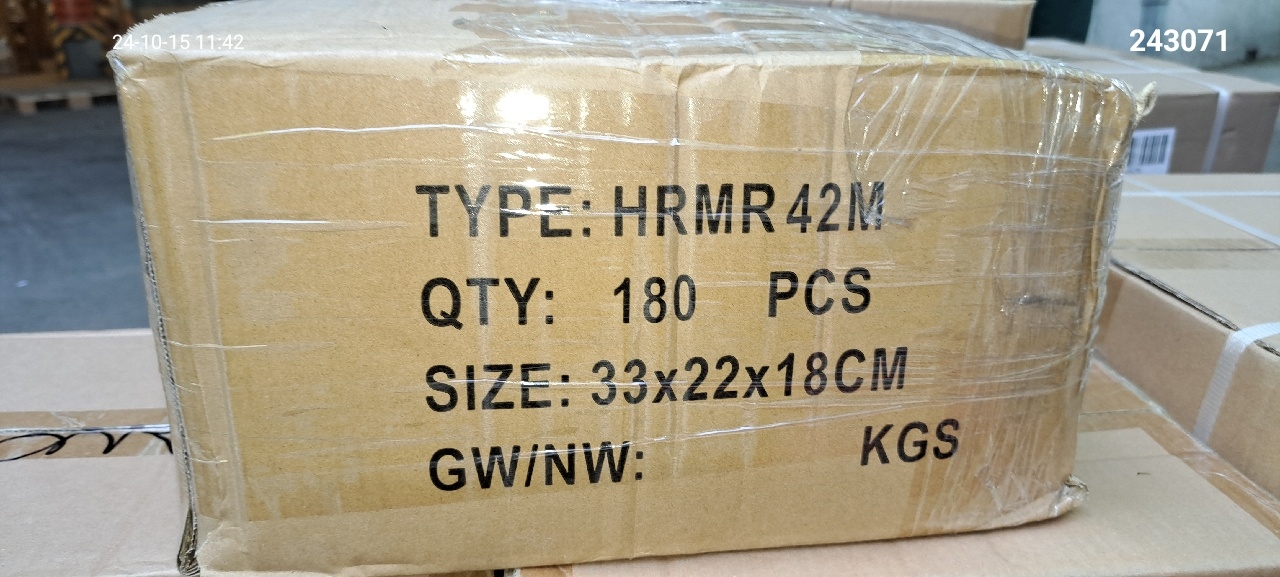 24-10-15 11:42
243071
TYPE: HRMR 42M
QTY: 180 PCS
SIZE: 33x22x18CM
GW/NW: KGS